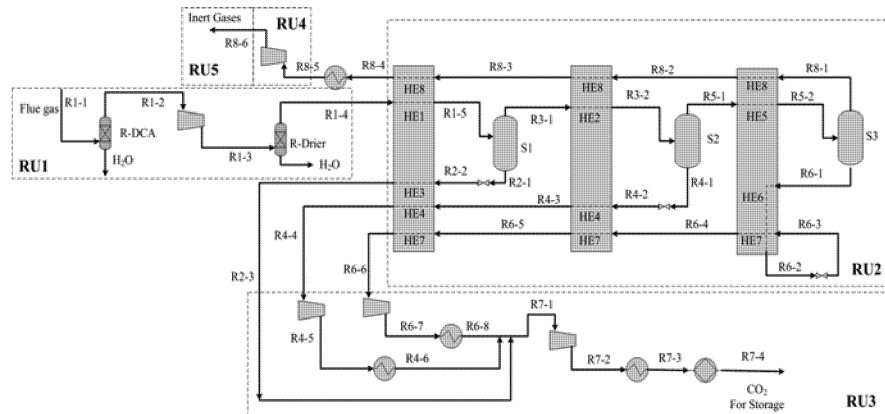 Inert Gases
RU4
R8-6
RU5
R8-5
R8-4
R8-3
R8-2
R8-1
HE8
HE8
HE8
Flue gas
R1-1
R1-2
R1-3
R1-4
R-DCA
R-Drier
H₂O
H₂O
RU1
HE1
R1-5
S1
R3-1
HE2
R3-2
S2
R5-1
HE5
R5-2
S3
R2-2
R2-1
R4-3
R4-2
R4-1
R6-1
HE3
HE4
HE4
HE6
HE7
HE7
HE7
R6-5
R6-4
R6-3
R6-2
RU2
R4-4
R2-3
R6-6
R4-5
R6-7
R6-8
R4-6
R7-1
R7-2
R7-3
R7-4
CO₂
For Storage
RU3